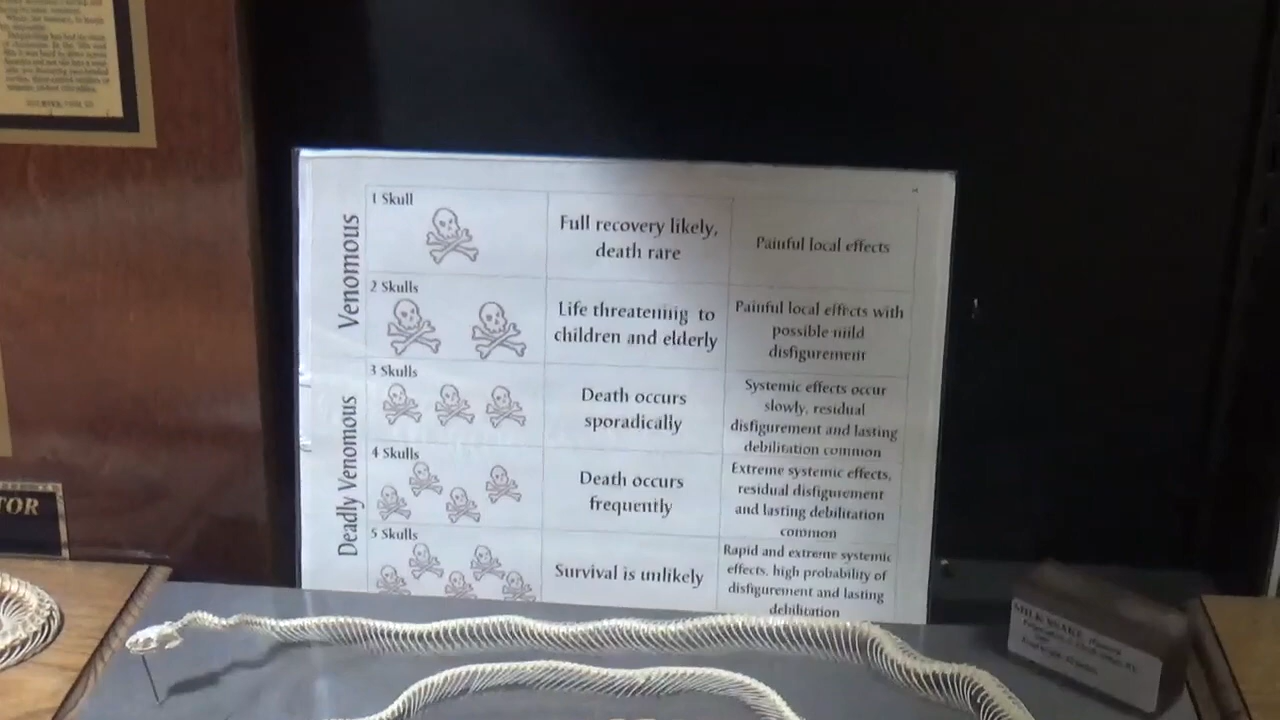 1 Skull
Full recovery likely,
death rare
Painful local effects
Venomous
2 Skulls
Life threatening to
children and elderly
Painful local effects with
possible mild
disfigurement
3 Skulls
Death occurs
sporadically
Systemic effects occur
slowly, residual
disfigurement and lasting
debilitation common
Deadly Venomous
4 Skulls
Death occurs
frequently
Extreme systemic effects,
residual disfigurement
and lasting debilitation
common
5 Skulls
Survival is unlikely
Rapid and extreme systemic
effects, high probability of
disfigurement and lasting
debilitation
TOR
MILK SNAKE